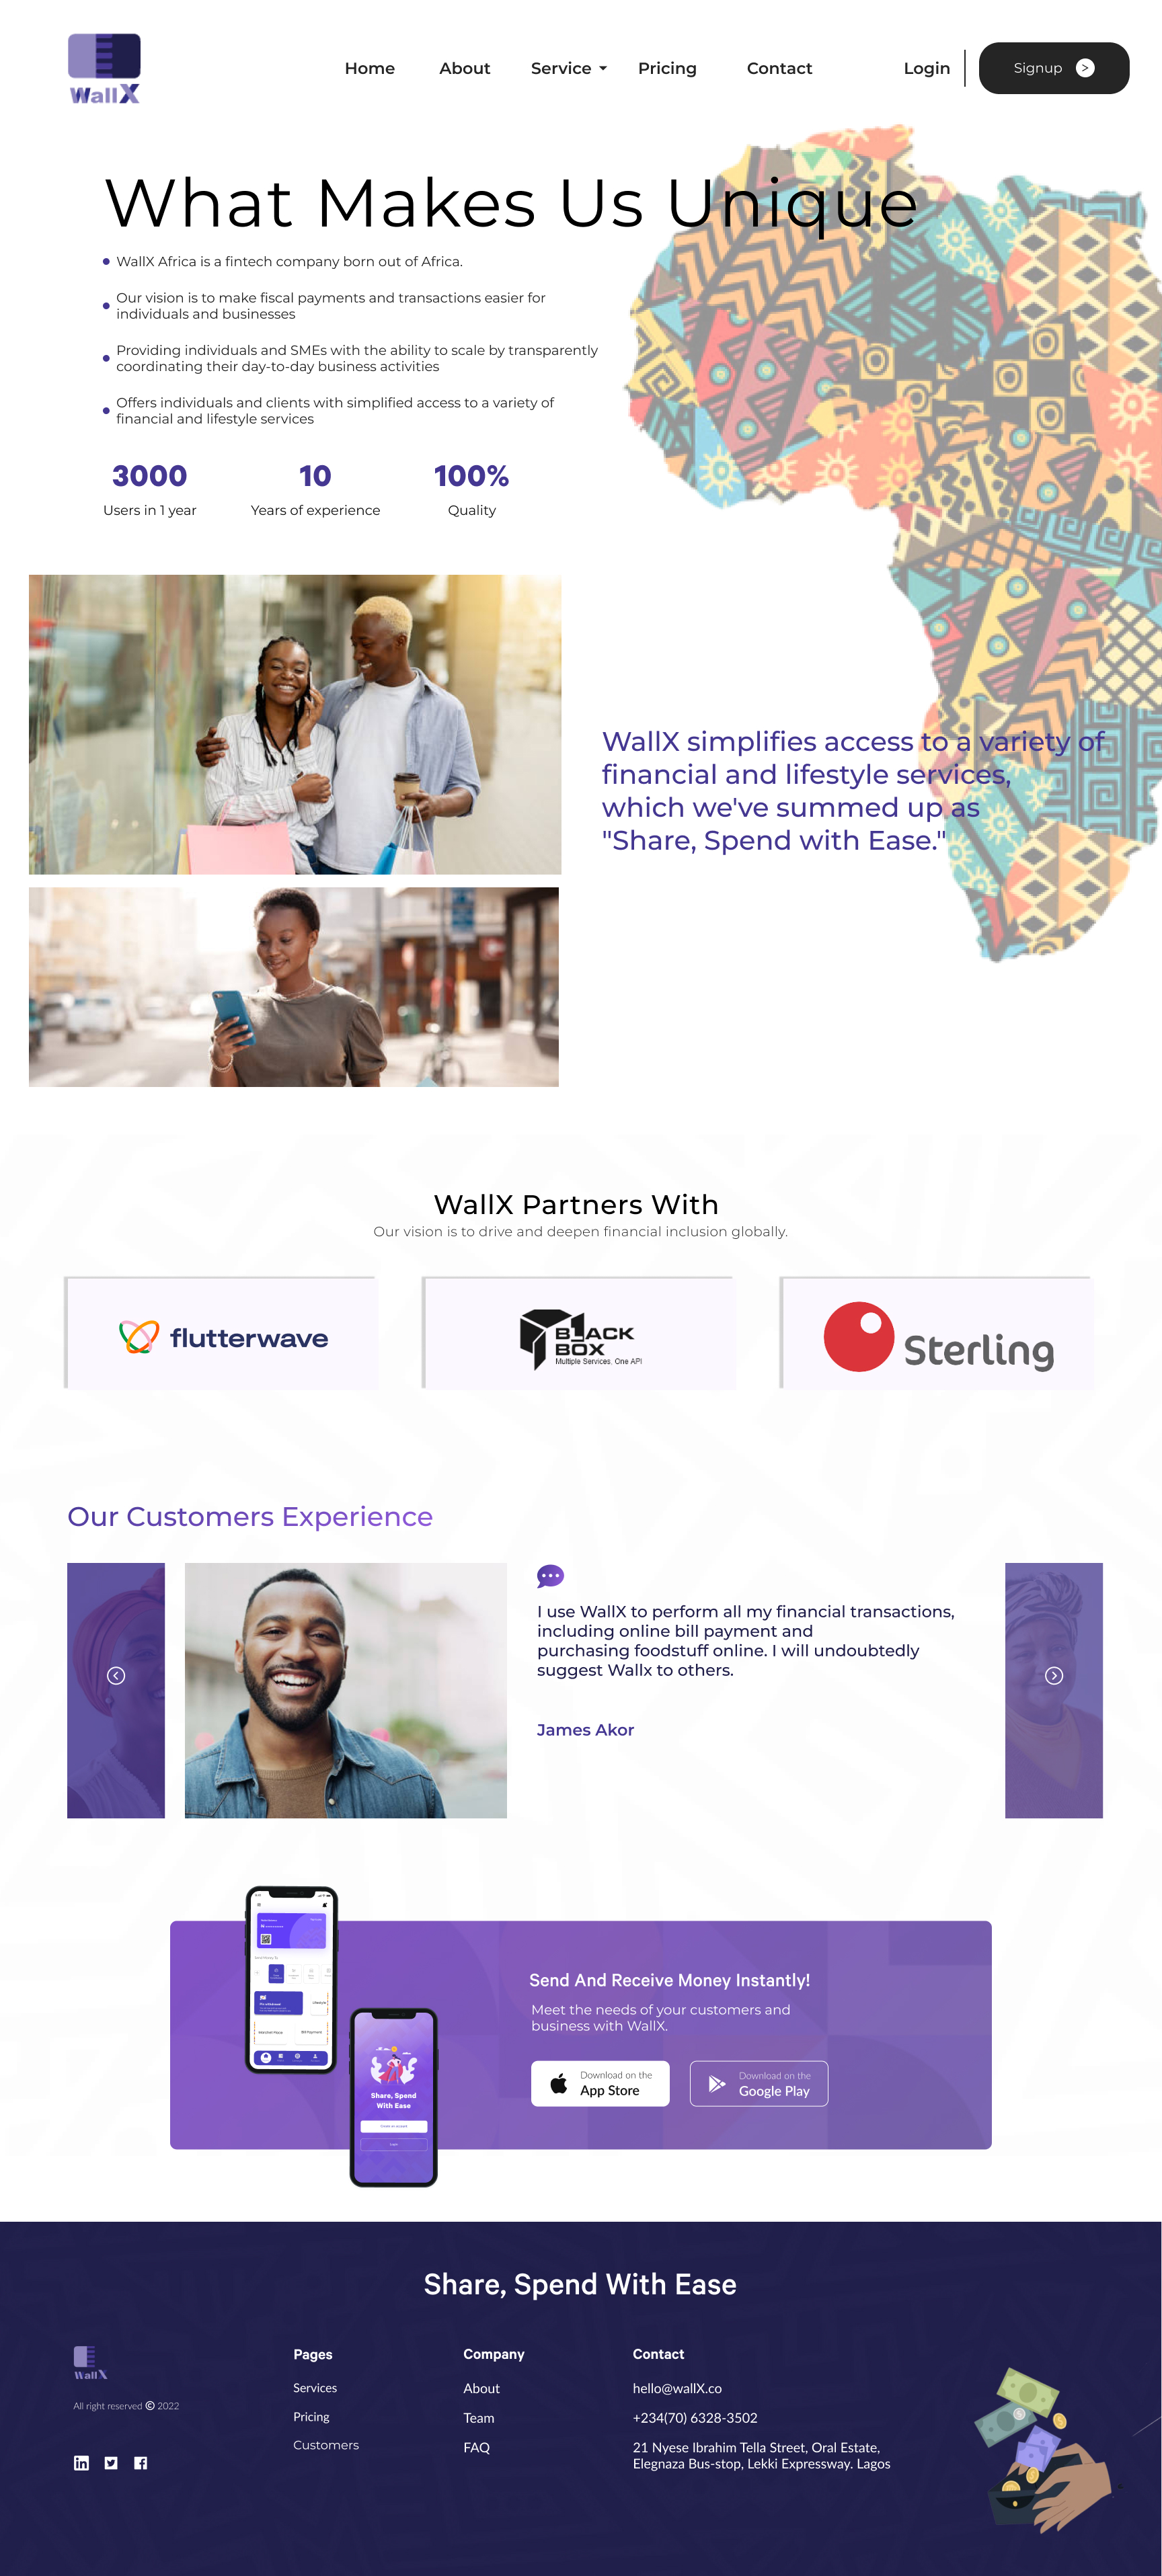 WallX
Home
About
Service
Pricing
Contact
Login
Signup
>
What Makes Us Unique
WallX Africa is a fintech company born out of Africa.
Our vision is to make fiscal payments and transactions easier for
individuals and businesses
Providing individuals and SMEs with the ability to scale by transparently
coordinating their day-to-day business activities
Offers individuals and clients with simplified access to a variety of
financial and lifestyle services
3000
Users in 1 year
10
Years of experience
100%
Quality
WallX simplifies access to a variety of
financial and lifestyle services,
which we've summed up as
"Share, Spend with Ease."
WallX Partners With
Our vision is to drive and deepen financial inclusion globally.
flutterwave
BLACK
BOX
Multiple Services, One API
Sterling
Our Customers Experience
I use WallX to perform all my financial transactions,
including online bill payment and
purchasing foodstuff online. I will undoubtedly
suggest Wallx to others.
James Akor
Share, Spend
With Ease
Create an account
Login
Send And Receive Money Instantly!
Meet the needs of your customers and
business with WallX.
Download on the
App Store
Download on the
Google Play
Share, Spend With Ease
WallX
All right reserved © 2022
Pages
Services
Pricing
Customers
Company
About
Team
FAQ
Contact
hello@wallX.co
+234(70) 6328-3502
21 Nyese Ibrahim Tella Street, Oral Estate,
Elegnaza Bus-stop, Lekki Expressway. Lagos